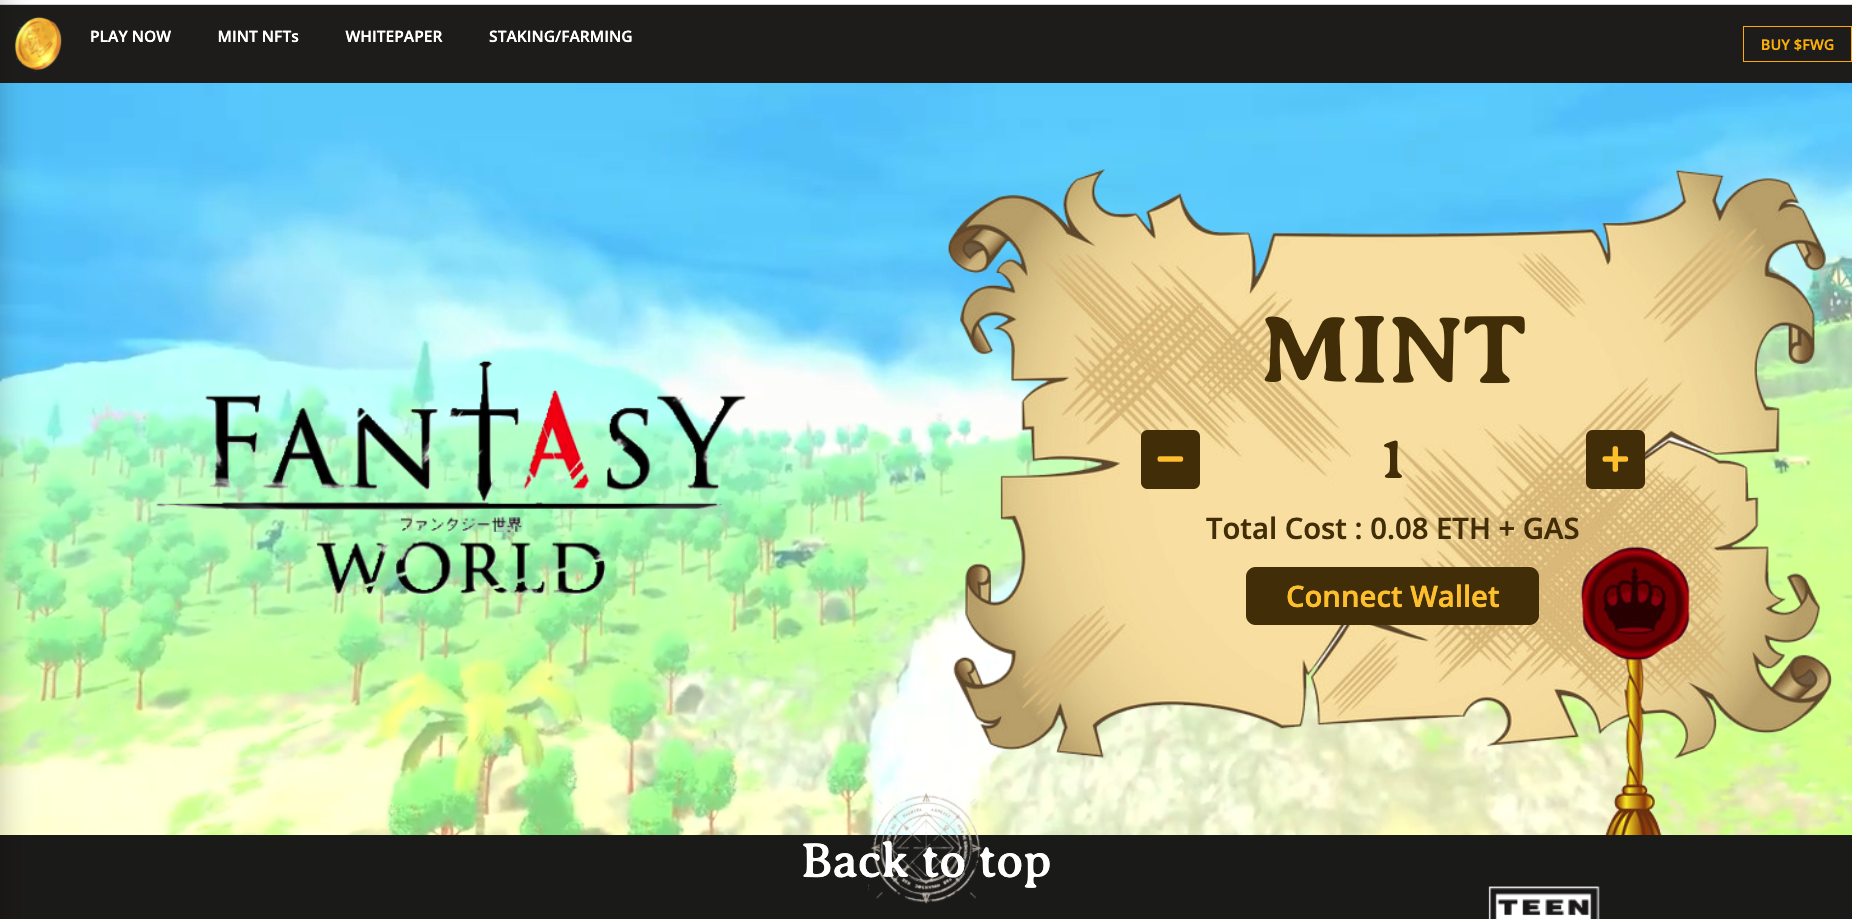 PLAY NOW
MINT NFTs
WHITEPAPER
STAKING/FARMING
BUY $FWG
FANTASY
ファンタジー世界
WORLD
MINT
1
Total Cost : 0.08 ETH + GAS
Connect Wallet
Back to top
TEEN